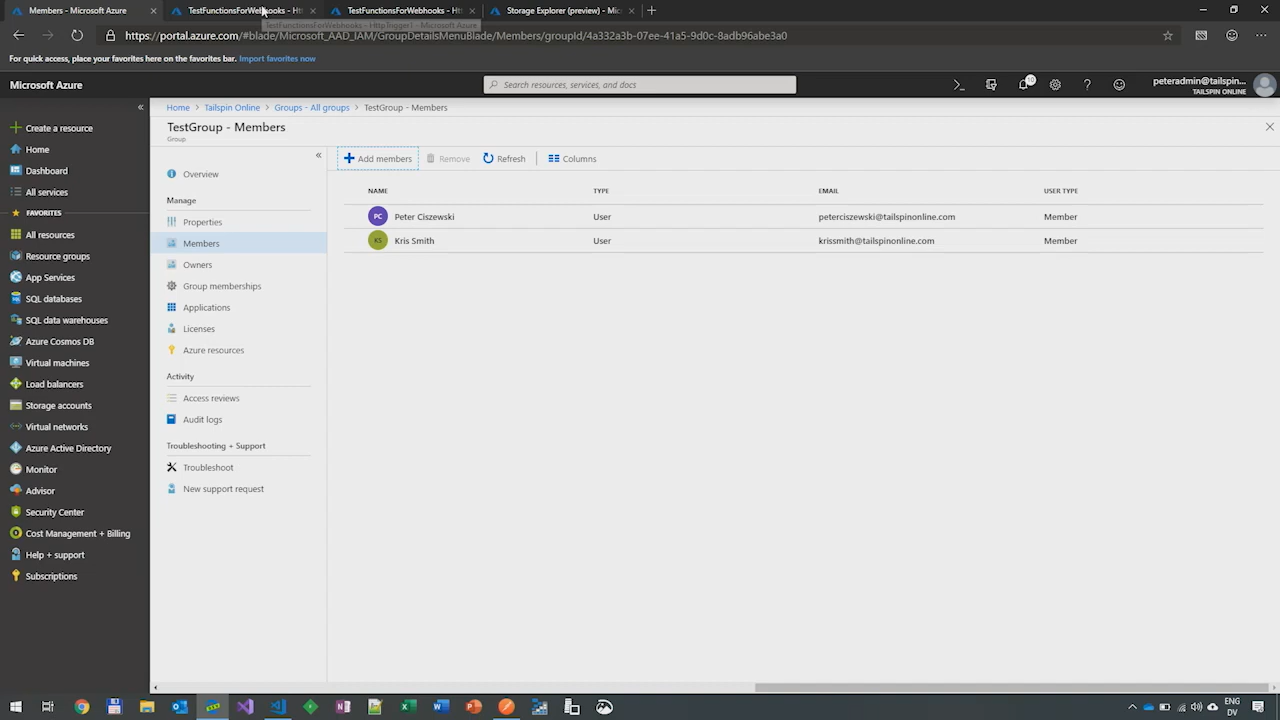 Members - Microsoft Azure
TestFunctionsForWebhooks - Ht
TestFunctionsForWebhooks - Ht
Storage Explorer (preview) - Mic
TestFunctionsForWebhooks - HttpTrigger1 - Microsoft Azure
https://portal.azure.com/#blade/Microsoft_AAD_IAM/GroupDetailsMenuBlade/Members/groupId/4a332a3b-07ee-41a5-9d0c-8adb96abe3a0
For quick access, place your favorites here on the favorites bar. Import favorites now
Microsoft Azure
Search resources, services, and docs
10
peteradmin@tailspin...
TAILSPIN ONLINE
Home > Tailspin Online > Groups - All groups > TestGroup - Members
TestGroup - Members
Group
Create a resource
Home
Dashboard
All services
FAVORITES
All resources
Resource groups
App Services
SQL databases
SQL data warehouses
Azure Cosmos DB
Virtual machines
Load balancers
Storage accounts
Virtual networks
Azure Active Directory
Monitor
Advisor
Security Center
Cost Management + Billing
Help + support
Subscriptions
Overview
Manage
Properties
Members
Owners
Group memberships
Applications
Licenses
Azure resources
Activity
Access reviews
Audit logs
Troubleshooting + Support
Troubleshoot
New support request
Add members Remove Refresh Columns
NAME TYPE EMAIL USER TYPE
PC Peter Ciszewski User peterciszewski@tailspinonline.com Member
KS Kris Smith User krissmith@tailspinonline.com Member
ENG
DV